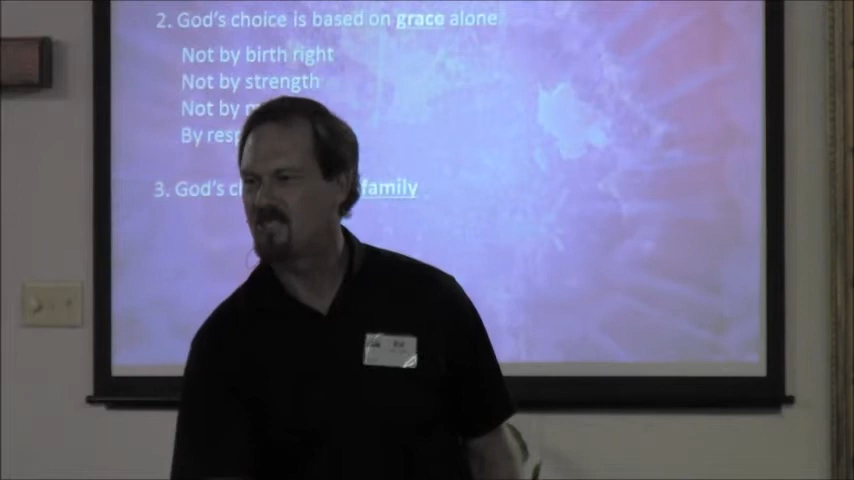 2. God's choice is based on grace alone
Not by birth right
Not by strength
Not by
By
3. God's family